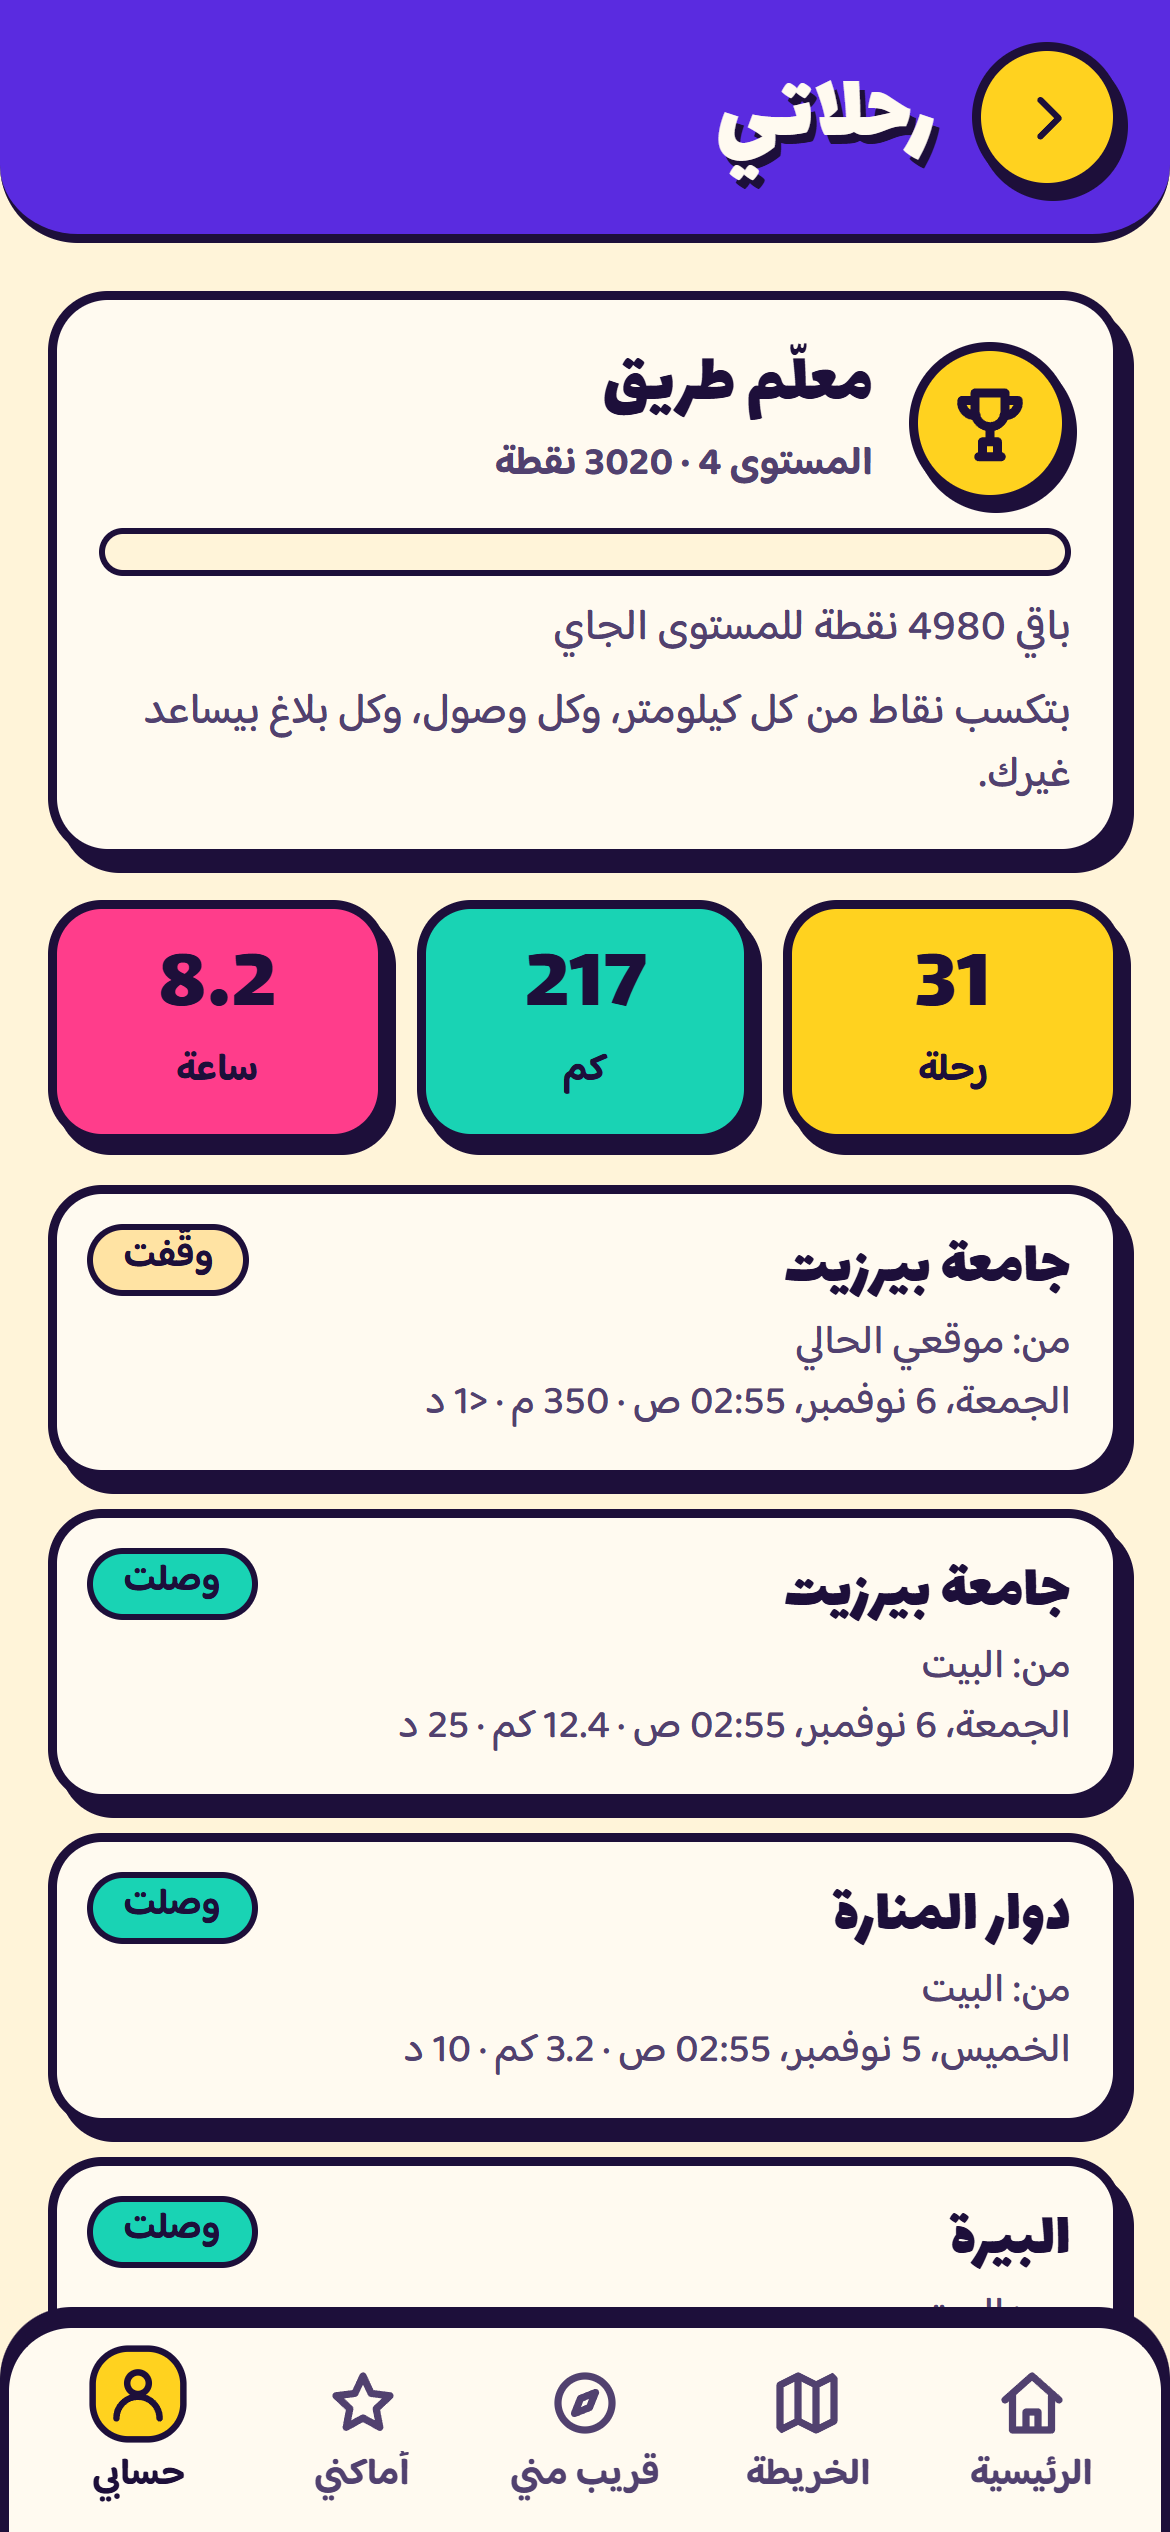 رحلاتي
معلّم طريق
المستوى 4 · 3020 نقطة
باقي 4980 نقطة للمستوى الجاي
بتكسب نقاط من كل كيلومتر، وكل وصول، وكل بلاغ بيساعد
غيرك.
31
رحلة
217
كم
8.2
ساعة
جامعة بيرزيت
وقّفت
من: موقعي الحالي
الجمعة، 6 نوفمبر، 02:55 ص · 350 م · <1 د
جامعة بيرزيت
وصلت
من: البيت
الجمعة، 6 نوفمبر، 02:55 ص · 12.4 كم · 25 د
دوار المنارة
وصلت
من: البيت
الخميس، 5 نوفمبر، 02:55 ص · 3.2 كم · 10 د
البيرة
وصلت
الرئيسية
الخريطة
قريب مني
أماكني
حسابي